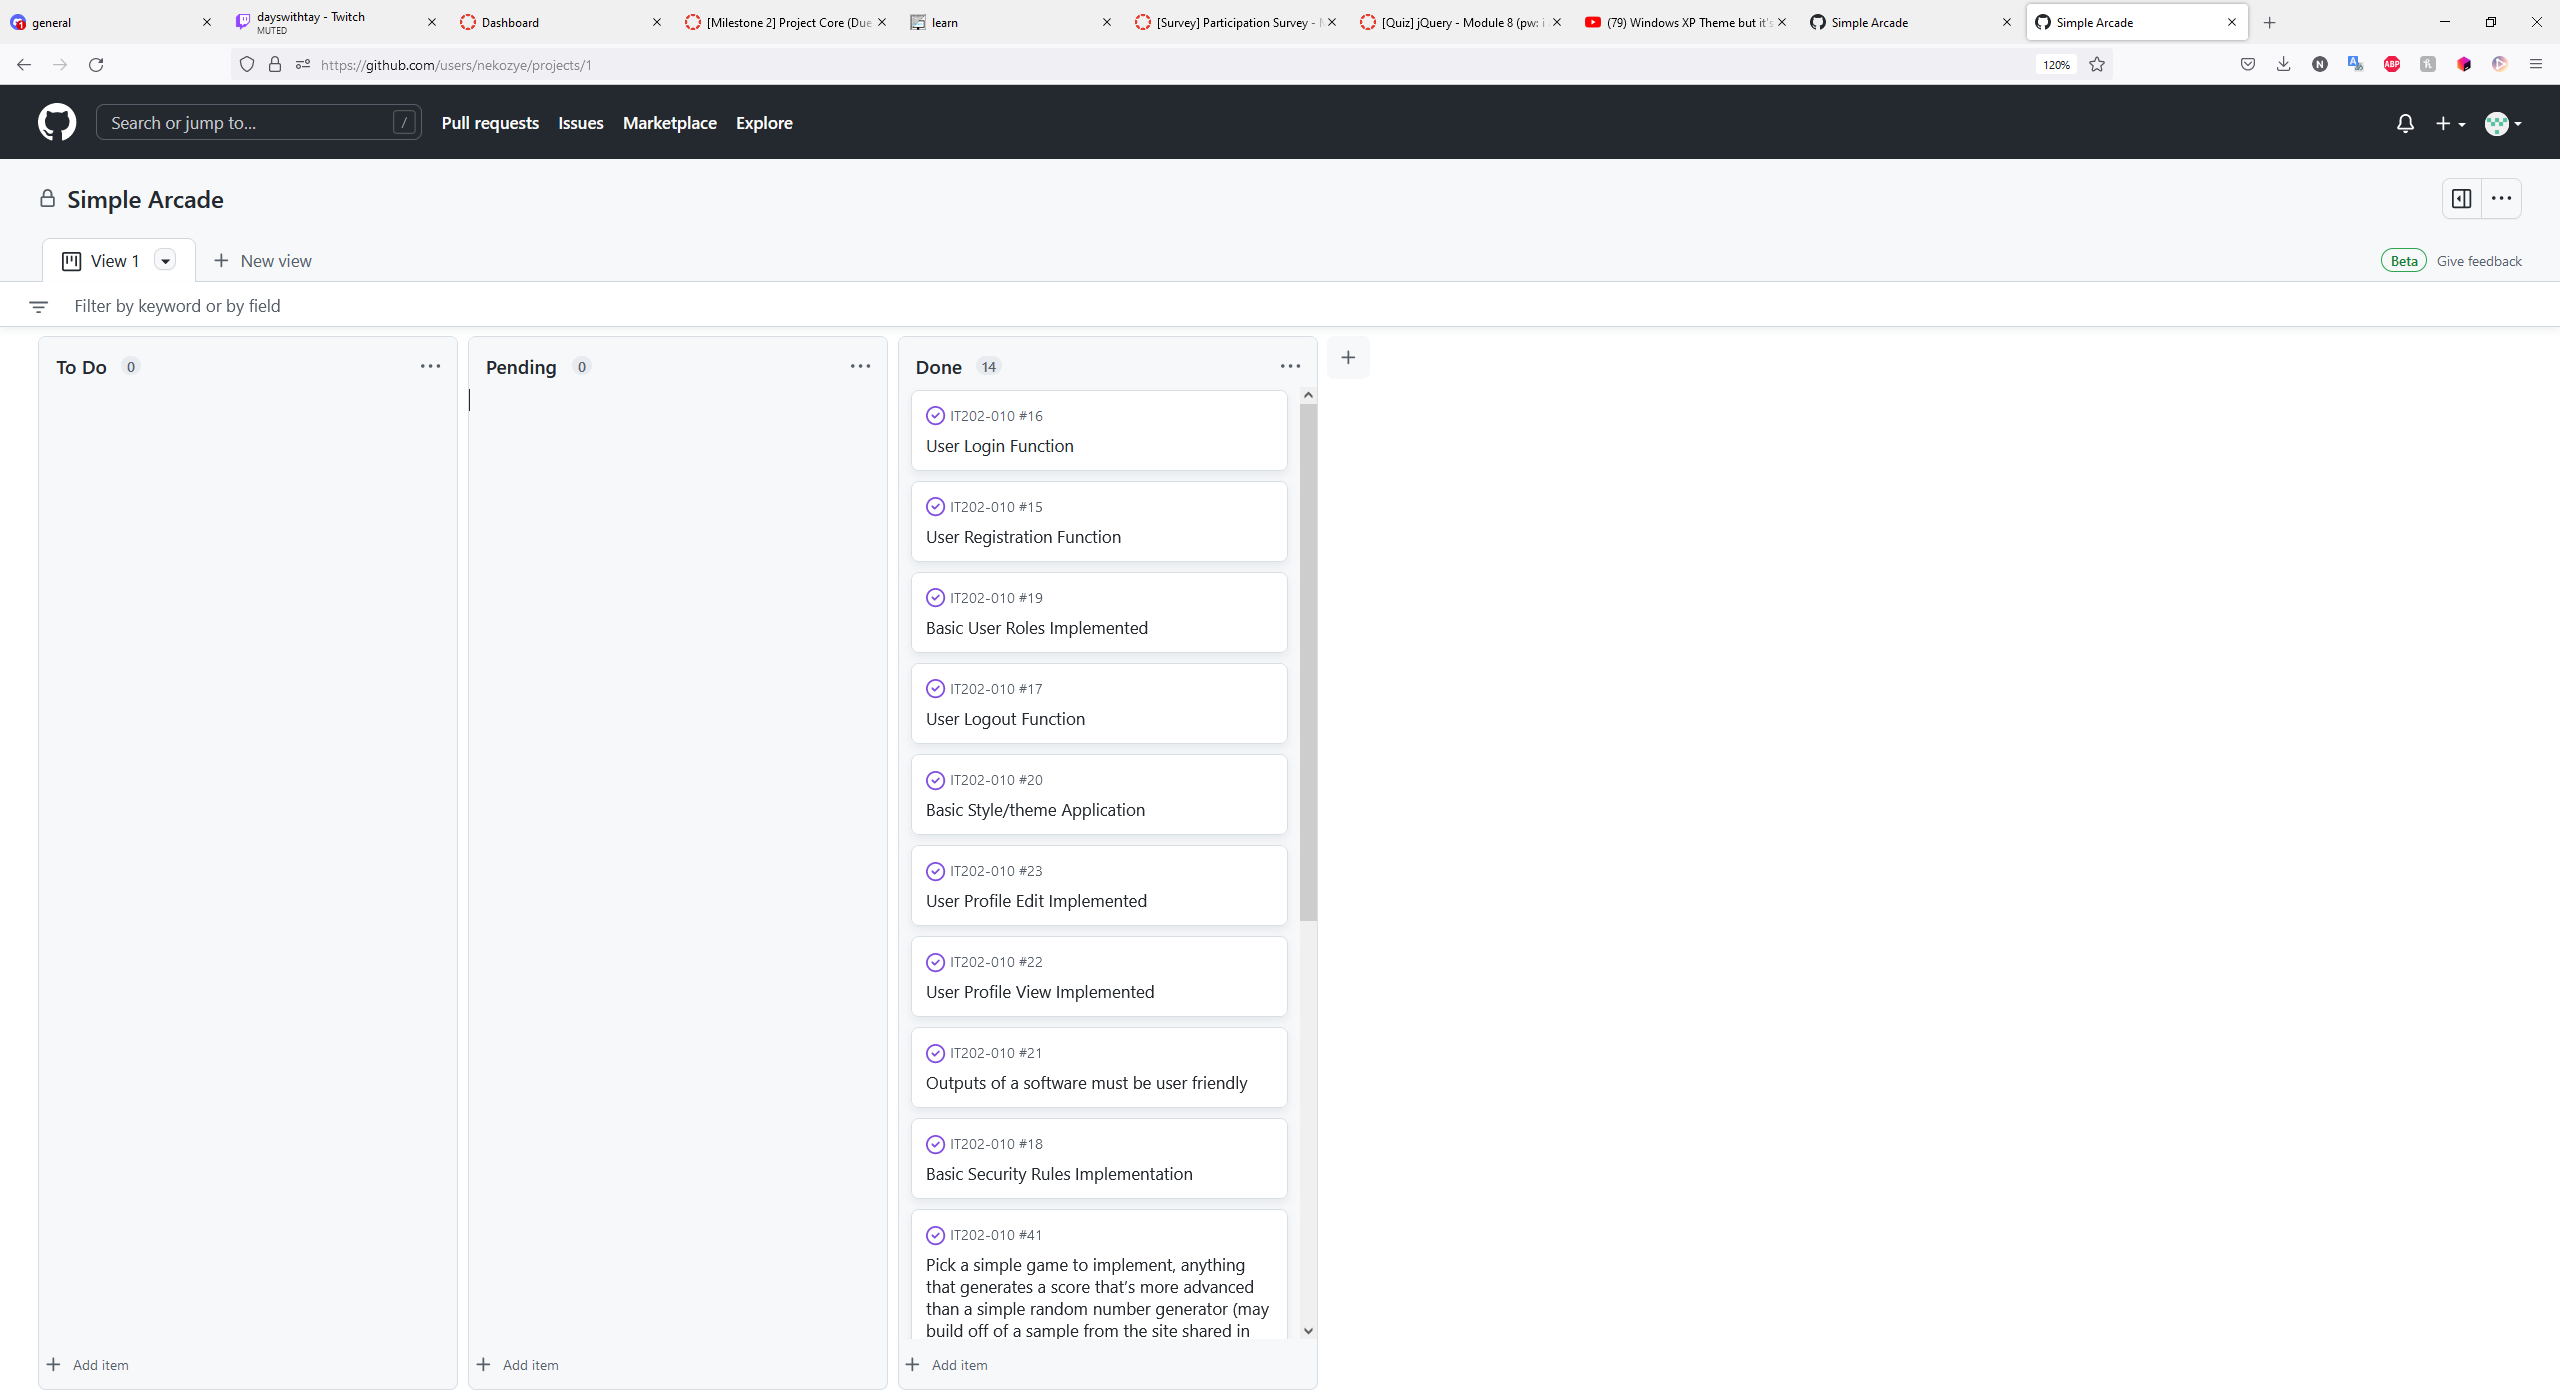 general
dayswithtay - Twitch
MUTED
Dashboard
[Milestone 2] Project Core (Due
learn
[Survey] Participation Survey -
[Quiz] jQuery - Module 8 (pw: i
(79) Windows XP Theme but it's
Simple Arcade
Simple Arcade
https://github.com/users/nekozye/projects/1
120%
N
ABP
Search or jump to...
/
Pull requests
Issues
Marketplace
Explore
Simple Arcade
View 1
New view
Beta
Give feedback
Filter by keyword or by field
To Do 0
Add item
Pending 0
Add item
Done 14
IT202-010 #16
User Login Function
IT202-010 #15
User Registration Function
IT202-010 #19
Basic User Roles Implemented
IT202-010 #17
User Logout Function
IT202-010 #20
Basic Style/theme Application
IT202-010 #23
User Profile Edit Implemented
IT202-010 #22
User Profile View Implemented
IT202-010 #21
Outputs of a software must be user friendly
IT202-010 #18
Basic Security Rules Implementation
IT202-010 #41
Pick a simple game to implement, anything
that generates a score that’s more advanced
than a simple random number generator (may
build off of a sample from the site shared in
Add item